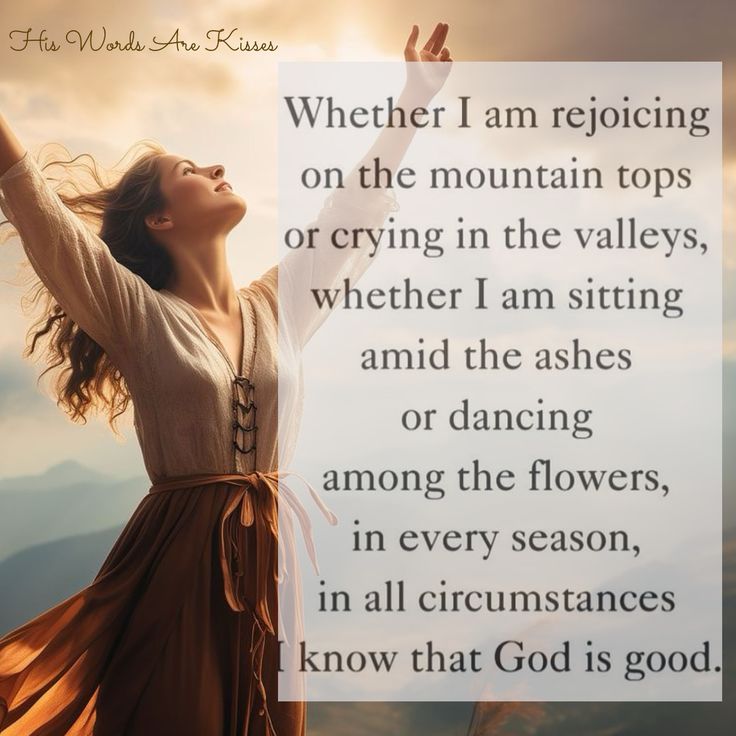 His Words Are Kisses
Whether I am rejoicing
on the mountain tops
or crying in the valleys,
whether I am sitting
amid the ashes
or dancing
among the flowers,
in every season,
in all circumstances
I know that God is good.